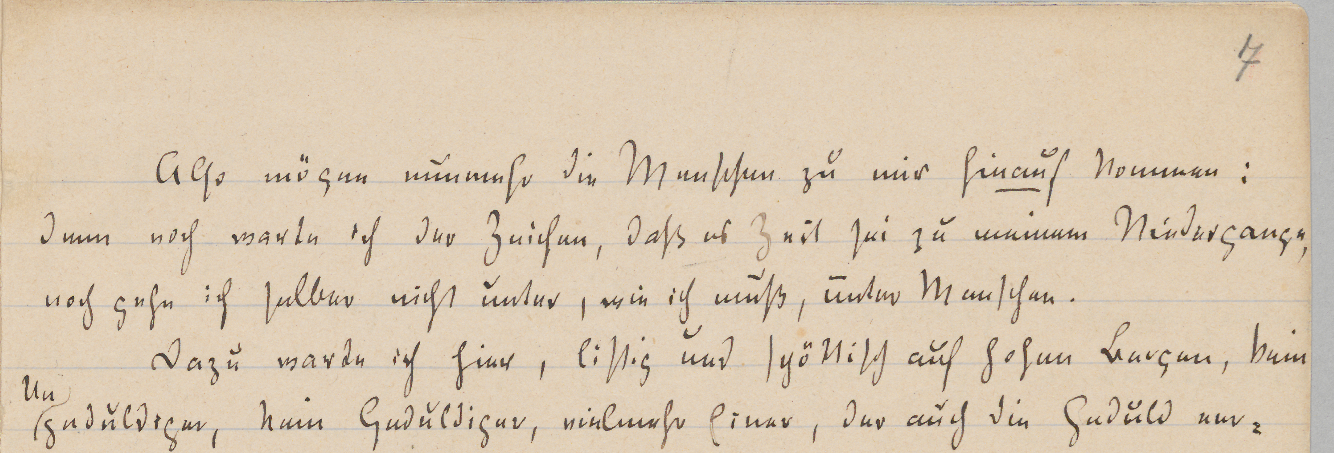 7
Also mögen nunmehr die Menschen zu mir hinauf kommen:
denn noch warte ich der Zeichen, daß es Zeit sei zu meinem Niedergange,
noch gehe ich selber nicht unter, wie ich muß, unter Menschen.
Dazu warte ich hier, listig und spöttisch auf hohen Bergen, kein
Ungeduldiger, kein Geduldiger, vielmehr Einer, der auch die Geduld ver=